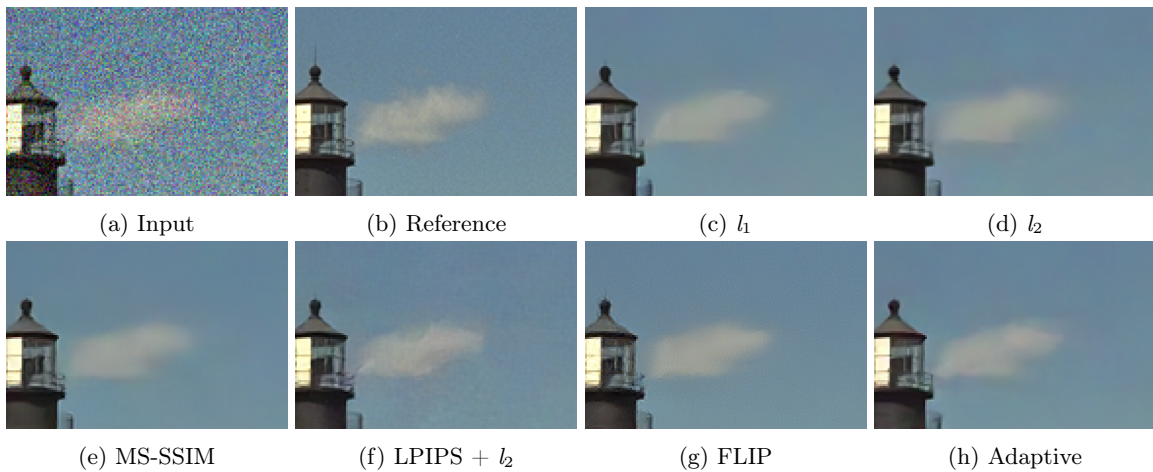 (a) Input
(b) Reference
(c) l₁
(d) l₂
(e) MS-SSIM
(f) LPIPS + l₂
(g) FLIP
(h) Adaptive